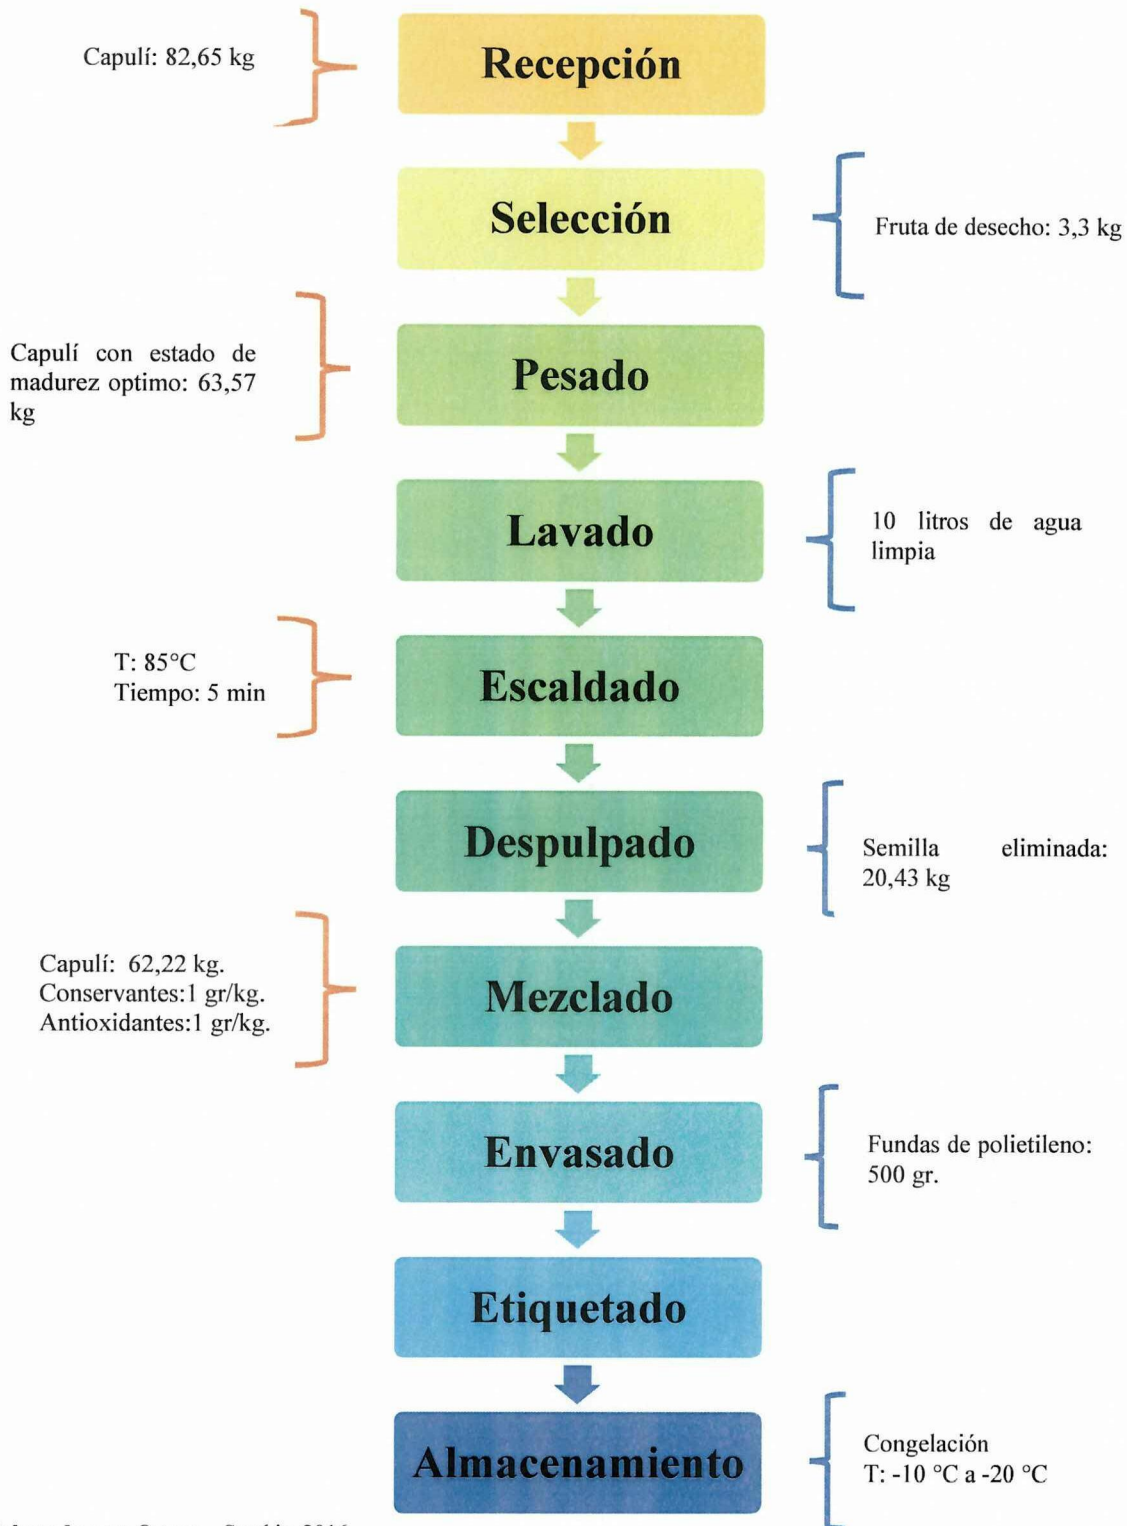 Capulí: 82,65 kg
Recepción
Selección
Fruta de desecho: 3,3 kg
Capulí con estado de
madurez optimo: 63,57
kg
Pesado
Lavado
10 litros de agua
limpia
T: 85°C
Tiempo: 5 min
Escaldado
Despulpado
Semilla eliminada:
20,43 kg
Capulí: 62,22 kg.
Conservantes:1 gr/kg.
Antioxidantes:1 gr/kg.
Mezclado
Envasado
Fundas de polietileno:
500 gr.
Etiquetado
Almacenamiento
Congelación
T: -10 °C a -20 °C